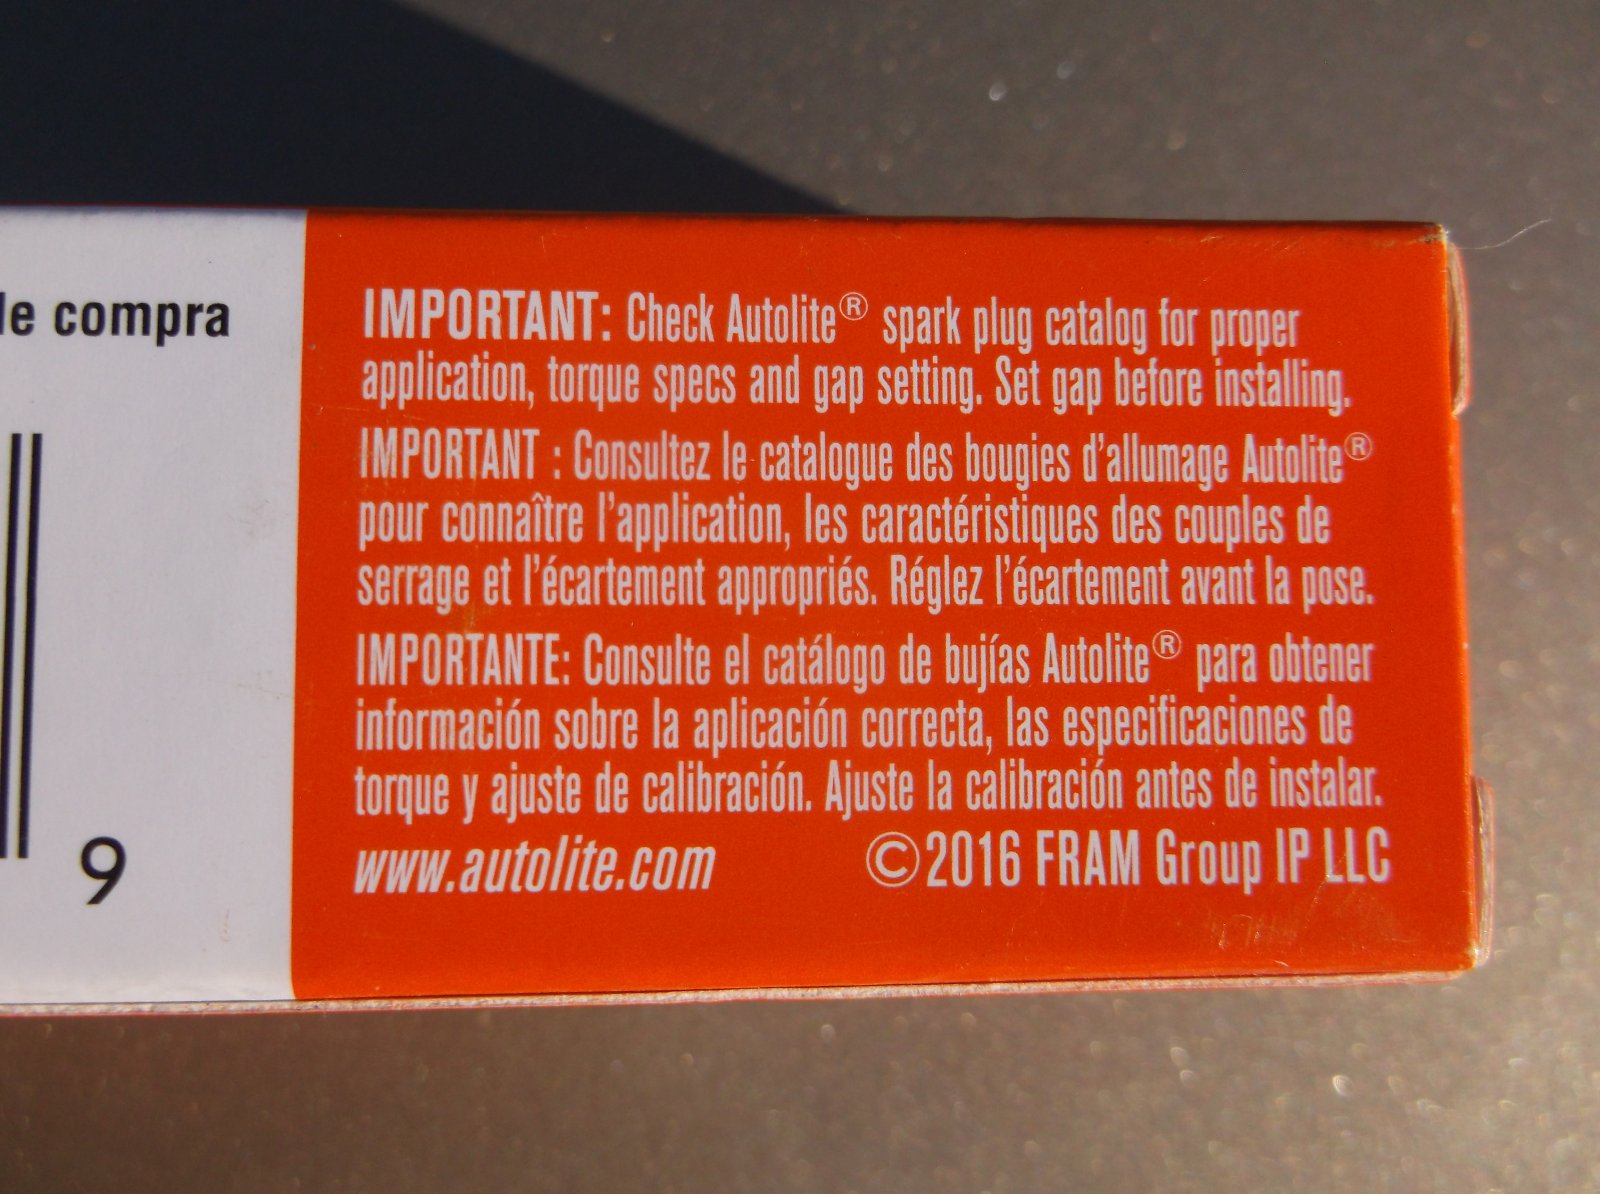 de compra
9
IMPORTANT: Check Autolite® spark plug catalog for proper
application, torque specs and gap setting. Set gap before installing.
IMPORTANT : Consultez le catalogue des bougies d'allumage Autolite®
pour connaître l'application, les caractéristiques des couples de
serrage et l'écartement appropriés. Réglez l'écartement avant la pose.
IMPORTANTE: Consulte el catálogo de bujías Autolite® para obtener
información sobre la aplicación correcta, las especificaciones de
torque y ajuste de calibración. Ajuste la calibración antes de instalar.
www.autolite.com ©2016 FRAM Group IP LLC